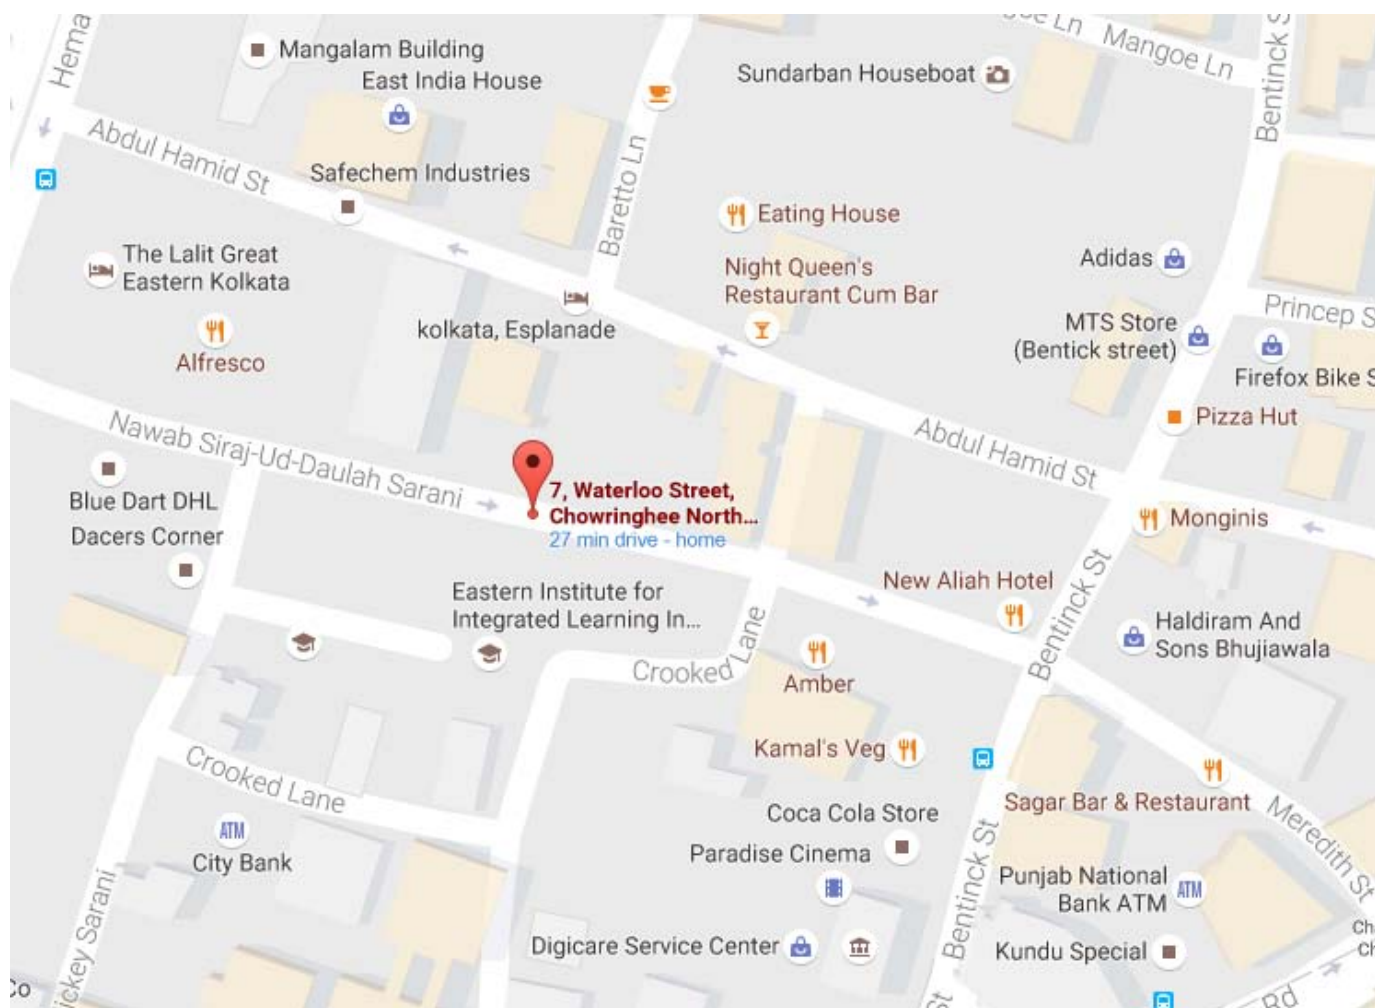 Hema
Mangalam Building
East India House
Abdul Hamid St
Safechem Industries
Baretto Ln
Sundarban Houseboat
Mangoe Ln
Bentinck S
Eating House
The Lalit Great
Eastern Kolkata
Night Queen's
Restaurant Cum Bar
Adidas
Princep S
kolkata, Esplanade
MTS Store
(Bentick street)
Alfresco
Firefox Bike S
Pizza Hut
Nawab Siraj-Ud-Daulah Sarani
Abdul Hamid St
7, Waterloo Street,
Chowringhee North...
27 min drive - home
Blue Dart DHL
Dacers Corner
Monginis
New Aliah Hotel
Bentinck St
Eastern Institute for
Integrated Learning In...
Haldiram And
Sons Bhujiawala
Crooked Lane
Amber
Kamal's Veg
Crooked Lane
Sagar Bar & Restaurant
Meredith St
Coca Cola Store
Paradise Cinema
ATM
City Bank
Bentinck St
Punjab National
Bank ATM
ATM
Digicare Service Center
Kundu Special
ickey Sarani
Rd
St